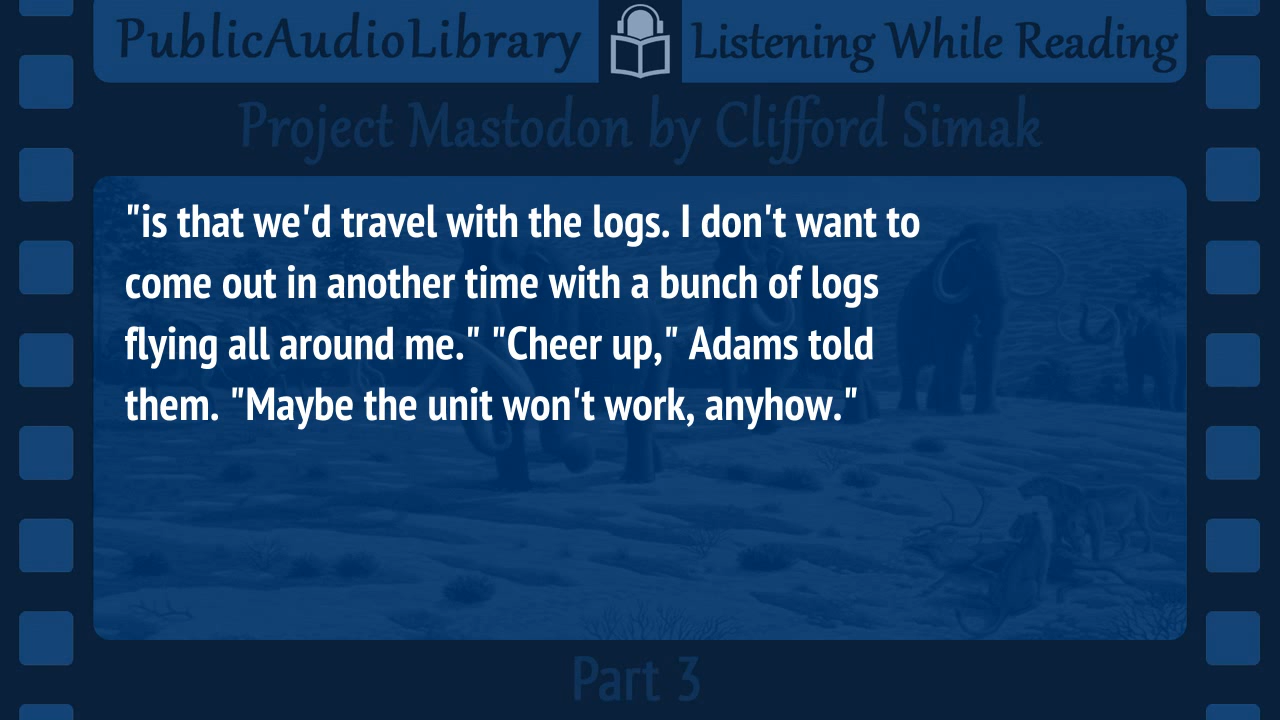 PublicAudioLibrary Listening While Reading
Project Mastodon by Clifford Simak
"is that we'd travel with the logs. I don't want to
come out in another time with a bunch of logs
flying all around me." "Cheer up," Adams told
them. "Maybe the unit won't work, anyhow."
Part 3